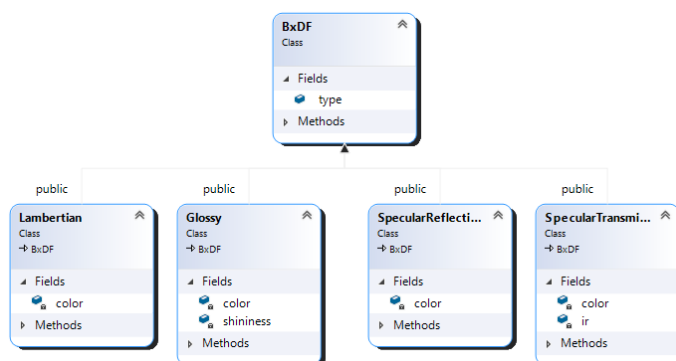 BxDF
Class
Fields
type
Methods
public
public
public
public
Lambertian
Class
BxDF
Fields
color
Methods
Glossy
Class
BxDF
Fields
color
shininess
Methods
SpecularReflecti...
Class
BxDF
Fields
color
Methods
SpecularTransmi...
Class
BxDF
Fields
color
ir
Methods